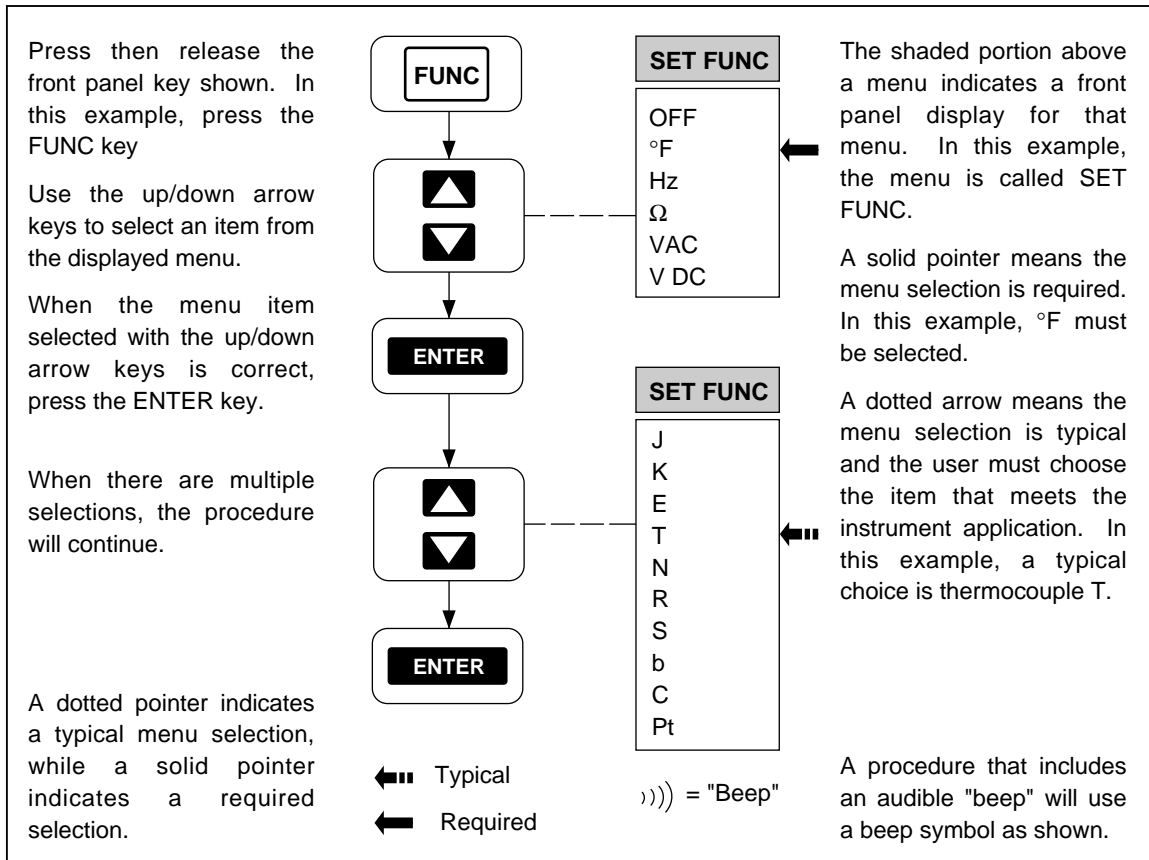 Press then release the
front panel key shown. In
this example, press the
FUNC key
Use the up/down arrow
keys to select an item from
the displayed menu.
When the menu item
selected with the up/down
arrow keys is correct,
press the ENTER key.
When there are multiple
selections, the procedure
will continue.
A dotted pointer indicates
a typical menu selection,
while a solid pointer
indicates a required
selection.
FUNC
ENTER
ENTER
Typical
Required
SET FUNC
OFF
°F
Hz
Ω
VAC
V DC
SET FUNC
J
K
E
T
N
R
S
b
C
Pt
= "Beep"
The shaded portion above
a menu indicates a front
panel display for that
menu. In this example,
the menu is called SET
FUNC.
A solid pointer means the
menu selection is required.
In this example, °F must
be selected.
A dotted arrow means the
menu selection is typical
and the user must choose
the item that meets the
instrument application. In
this example, a typical
choice is thermocouple T.
A procedure that includes
an audible "beep" will use
a beep symbol as shown.